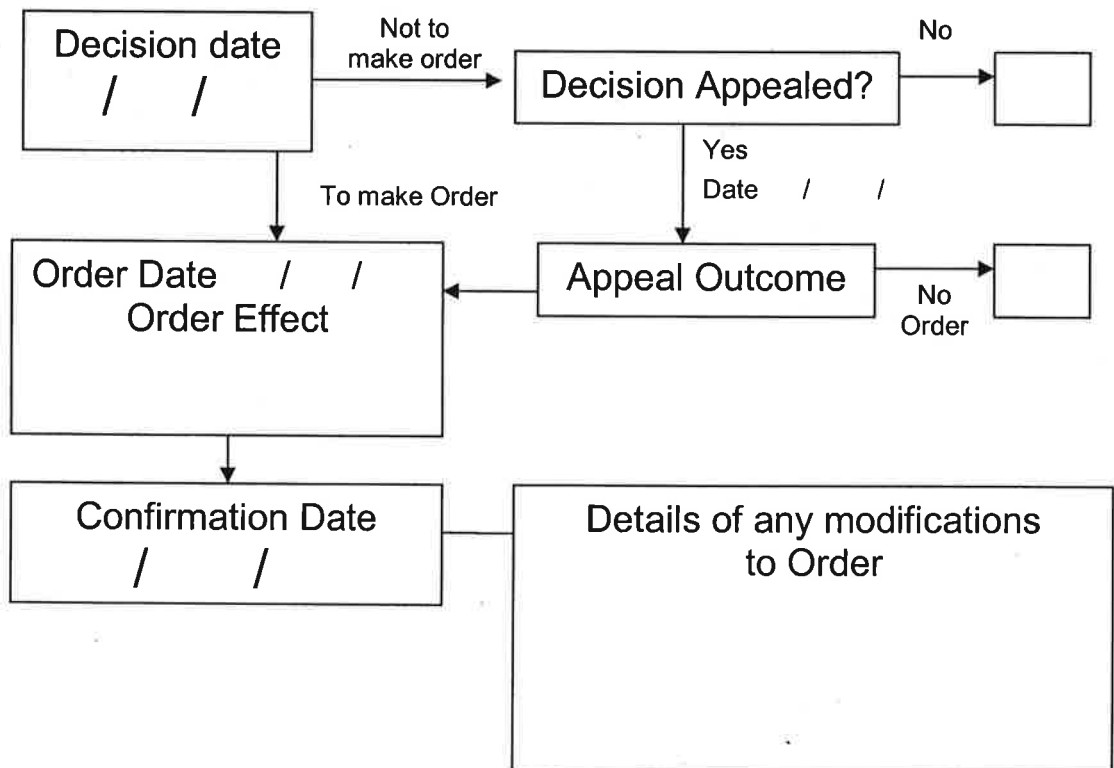 Decision date
/ /
Not to
make order
Decision Appealed?
No
Yes
Date / /
To make Order
Order Date / /
Order Effect
Appeal Outcome
No
Order
Confirmation Date
/ /
Details of any modifications
to Order